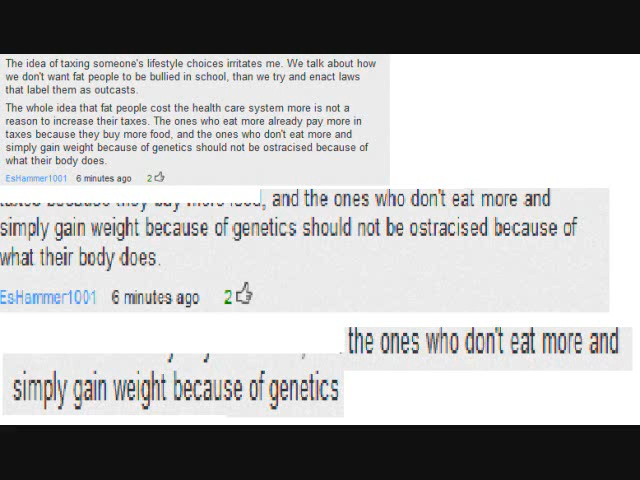 The idea of taxing someone's lifestyle choices irritates me. We talk about how
we don't want fat people to be bullied in school, than we try and enact laws
that label them as outcasts.
The whole idea that fat people cost the health care system more is not a
reason to increase their taxes. The ones who eat more already pay more in
taxes because they buy more food, and the ones who don't eat more and
simply gain weight because of genetics should not be ostracised because of
what their body does.
EsHammer1001 6 minutes ago 2
taxes because they buy more food, and the ones who don't eat more and
simply gain weight because of genetics should not be ostracised because of
what their body does.
EsHammer1001 6 minutes ago 2
the ones who don't eat more and
simply gain weight because of genetics